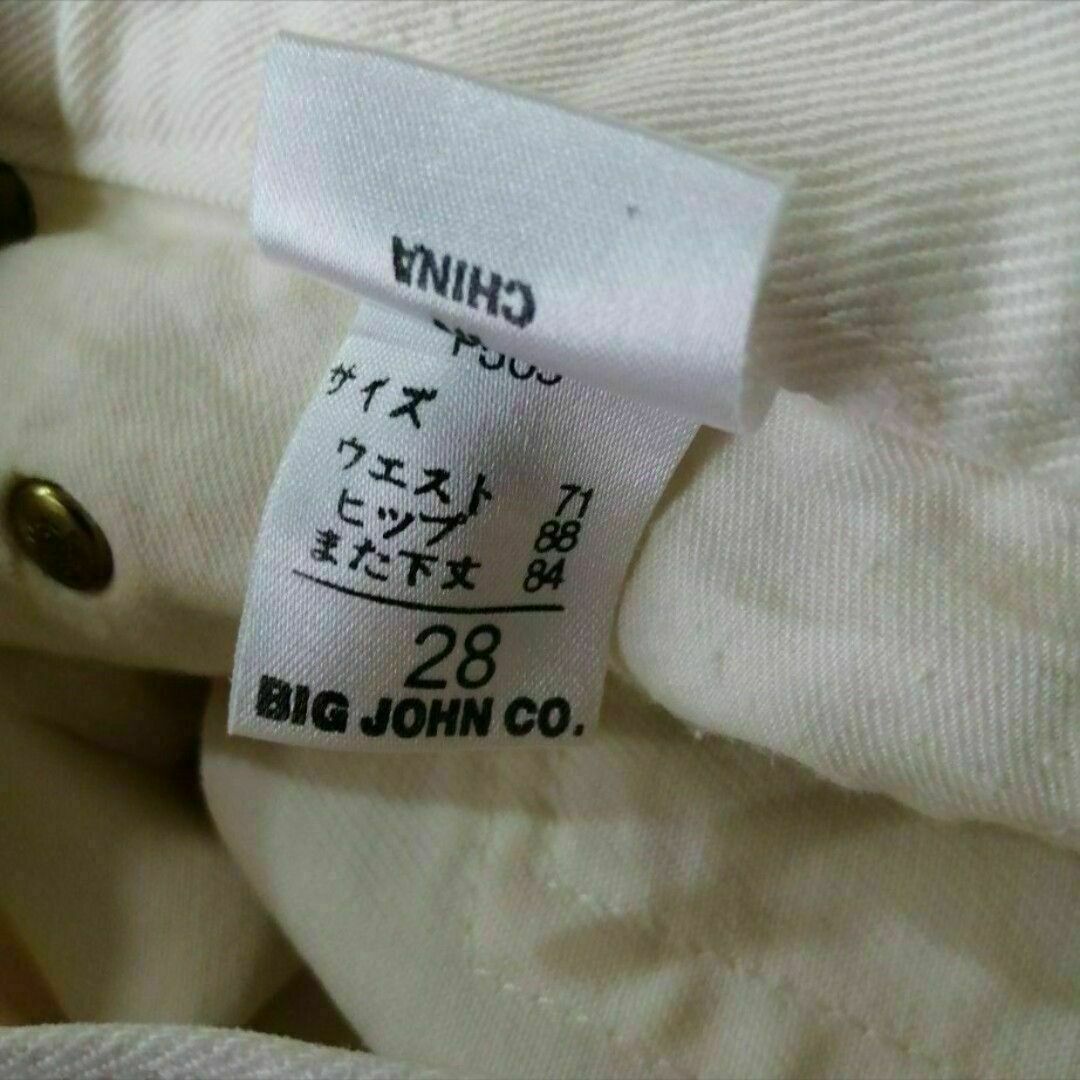 CHINA
サイズ
ウエスト 71
ヒップ 88
また下丈 84
28
BIG JOHN CO.